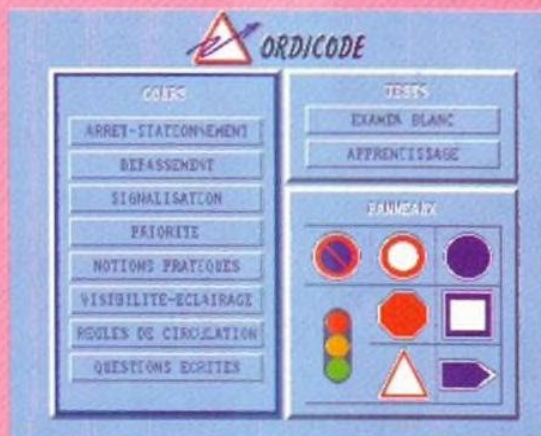 ORDICODE
COURS
ARRET-STATIONNEMENT
DEPASSEMENT
SIGNALISATION
PRIORITE
NOTIONS PRATIQUES
VISIBILITE-ECLAIRAGE
REGLES DE CIRCULATION
QUESTIONS ECRITES
TESTS
EXAMEN BLANC
APPRENTISSAGE
PANNEAUX